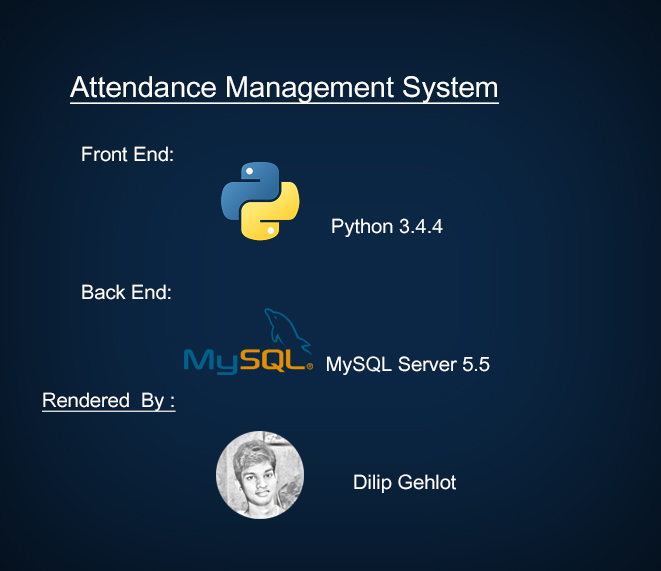 Attendance Management System
Front End:
Python 3.4.4
Back End:
MySQL®
MySQL Server 5.5
Rendered By :
Dilip Gehlot